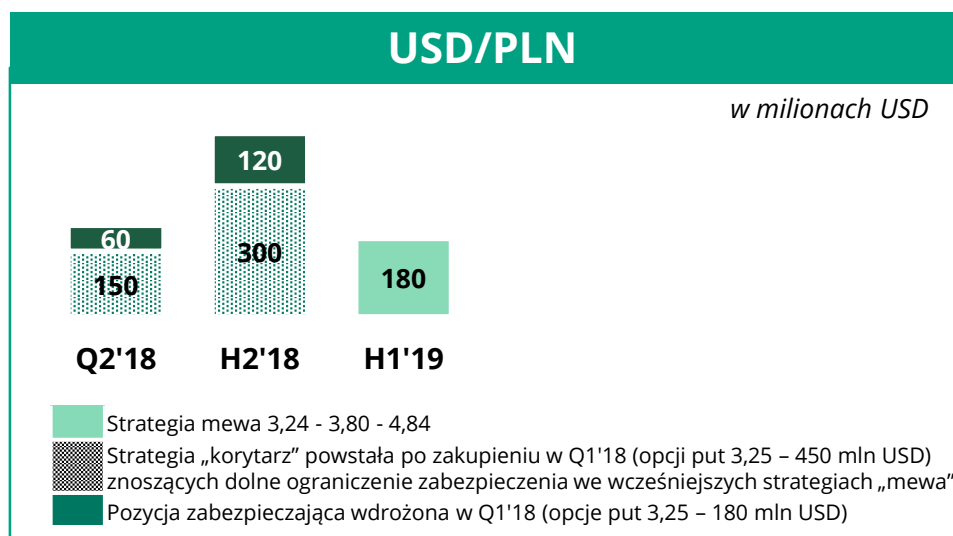 USD/PLN
w milionach USD
120
60
300
150
180
Q2'18 H2'18 H1'19
Strategia mewa 3,24 - 3,80 - 4,84
Strategia „korytarz” powstała po zakupieniu w Q1'18 (opcji put 3,25 – 450 mln USD)
znoszących dolne ograniczenie zabezpieczenia we wcześniejszych strategiach „mewa”
Pozycja zabezpieczająca wdrożona w Q1'18 (opcje put 3,25 – 180 mln USD)